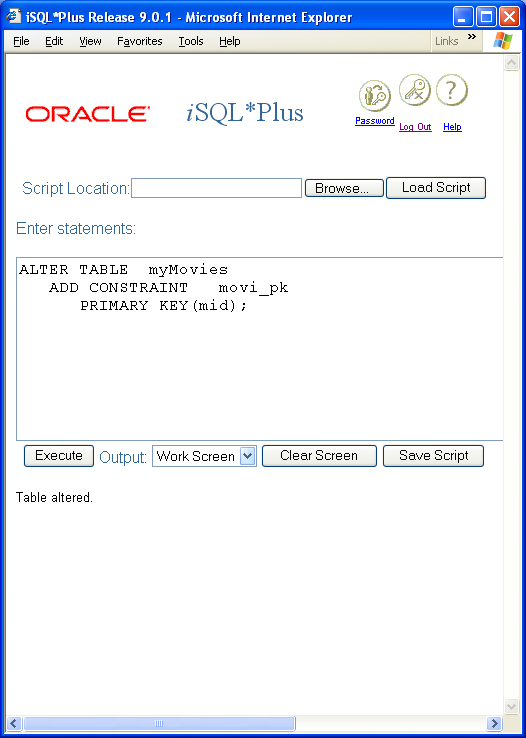 iSQL*Plus Release 9.0.1 - Microsoft Internet Explorer
File Edit View Favorites Tools Help Links »
ORACLE® iSQL*Plus
Password Log Out Help
Script Location: Browse... Load Script
Enter statements:
ALTER TABLE myMovies
ADD CONSTRAINT movi_pk
PRIMARY KEY(mid);
Execute Output: Work Screen Clear Screen Save Script
Table altered.